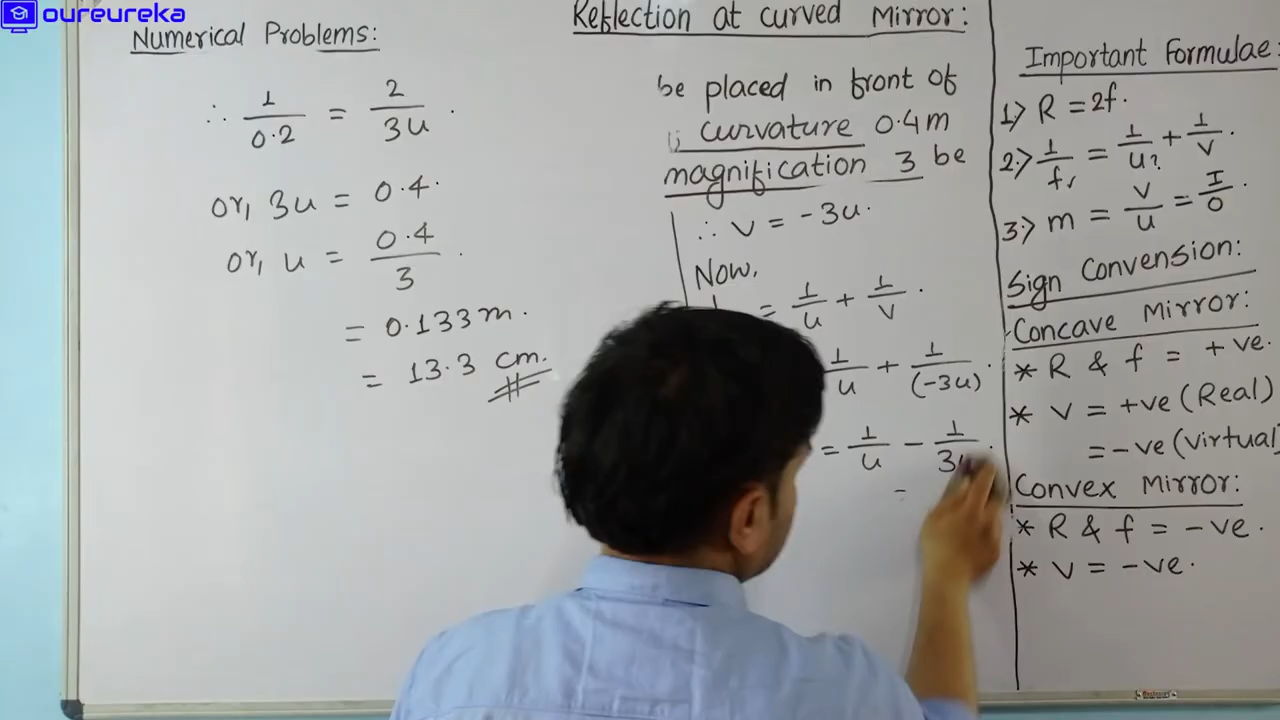 oureureka
Numerical Problems:
∴ 1/0.2 = 2/3u .
or, 3u = 0.4.
or, u = 0.4/3 .
= 0.133 m.
= 13.3 cm.
Reflection at curved Mirror:
be placed in front of
curvature 0.4 m
magnification 3 be
∴ v = -3u.
Now,
= 1/u + 1/v .
1/u + 1/(-3u) .
= 1/u - 1/3u .
=
Important Formulae:
1) R = 2f.
2) 1/f = 1/u + 1/v .
3) m = v/u = I/O .
Sign Convension:
Concave Mirror:
* R & f = +ve.
* v = +ve (Real)
= -ve (virtual)
Convex Mirror:
* R & f = -ve.
* v = -ve.